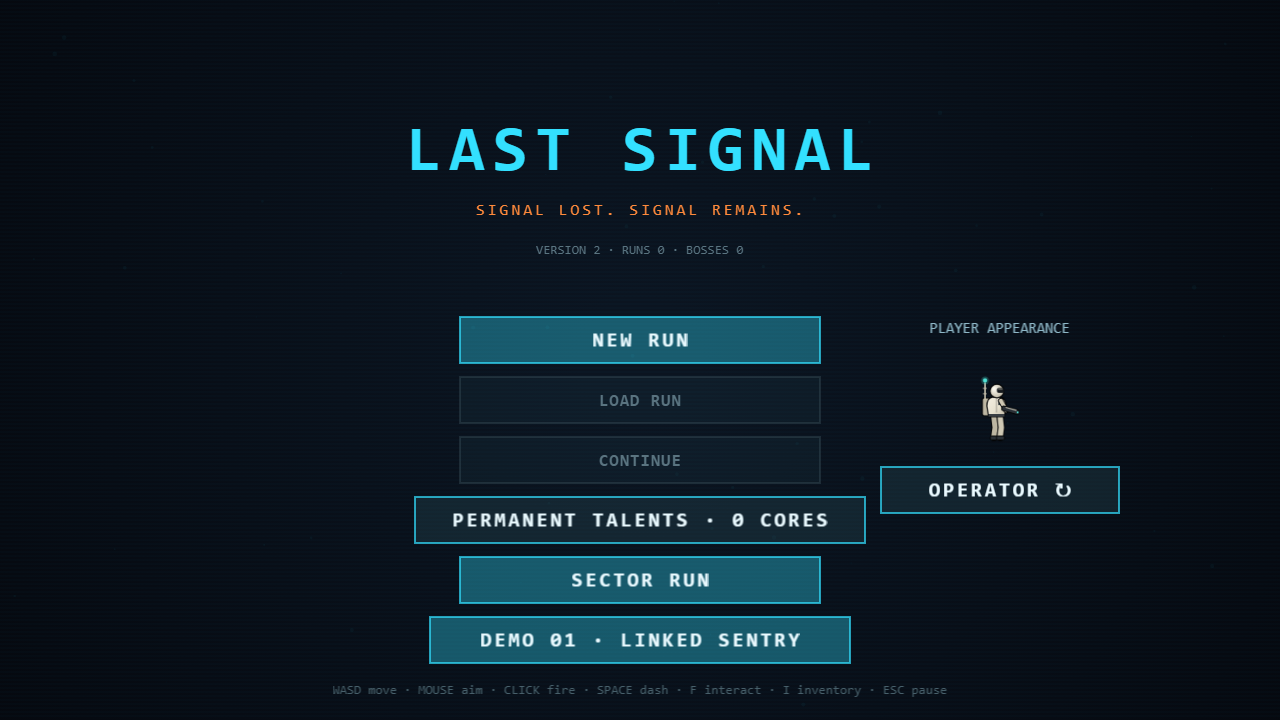 LAST SIGNAL
SIGNAL LOST. SIGNAL REMAINS.
VERSION 2 · RUNS 0 · BOSSES 0
NEW RUN
LOAD RUN
CONTINUE
PERMANENT TALENTS · 0 CORES
SECTOR RUN
DEMO 01 · LINKED SENTRY
PLAYER APPEARANCE
OPERATOR ↻
WASD move · MOUSE aim · CLICK fire · SPACE dash · F interact · I inventory · ESC pause